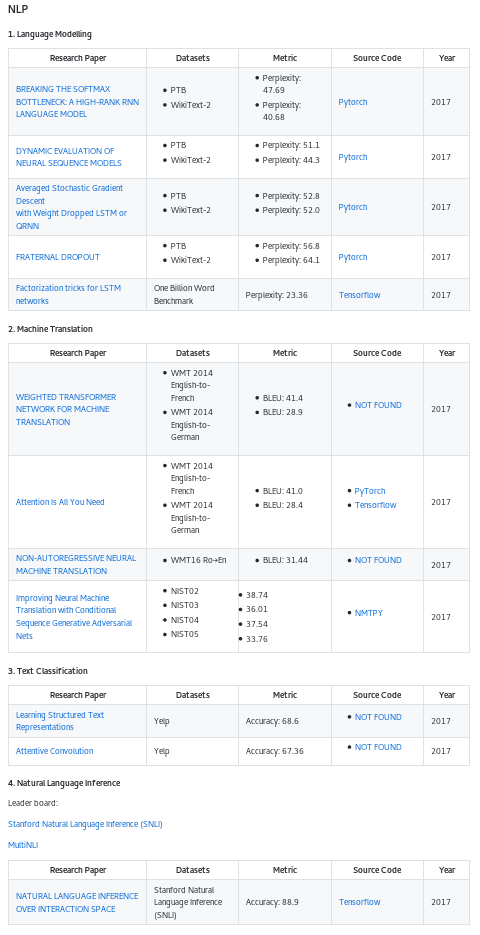 NLP
1. Language Modelling
Research Paper Datasets Metric Source Code Year
BREAKING THE SOFTMAX
BOTTLENECK: A HIGH-RANK RNN
LANGUAGE MODEL
• PTB
• WikiText-2
• Perplexity:
47.69
• Perplexity:
40.68
Pytorch
2017
DYNAMIC EVALUATION OF
NEURAL SEQUENCE MODELS
• PTB
• WikiText-2
• Perplexity: 51.1
• Perplexity: 44.3
Pytorch
2017
Averaged Stochastic Gradient
Descent
with Weight Dropped LSTM or
QRNN
• PTB
• WikiText-2
• Perplexity: 52.8
• Perplexity: 52.0
Pytorch
2017
FRATERNAL DROPOUT
• PTB
• WikiText-2
• Perplexity: 56.8
• Perplexity: 64.1
Pytorch
2017
Factorization tricks for LSTM
networks
One Billion Word
Benchmark
Perplexity: 23.36
Tensorflow
2017
2. Machine Translation
Research Paper Datasets Metric Source Code Year
WEIGHTED TRANSFORMER
NETWORK FOR MACHINE
TRANSLATION
• WMT 2014
English-to-
French
• WMT 2014
English-to-
German
• BLEU: 41.4
• BLEU: 28.9
• NOT FOUND
2017
Attention Is All You Need
• WMT 2014
English-to-
French
• WMT 2014
English-to-
German
• BLEU: 41.0
• BLEU: 28.4
• PyTorch
• Tensorflow
2017
NON-AUTOREGRESSIVE NEURAL
MACHINE TRANSLATION
• WMT16 Ro→En
• BLEU: 31.44
• NOT FOUND
2017
Improving Neural Machine
Translation with Conditional
Sequence Generative Adversarial
Nets
• NIST02
• NIST03
• NIST04
• NIST05
• 38.74
• 36.01
• 37.54
• 33.76
• NMTPY
2017
3. Text Classification
Research Paper Datasets Metric Source Code Year
Learning Structured Text
Representations
Yelp
Accuracy: 68.6
• NOT FOUND
2017
Attentive Convolution
Yelp
Accuracy: 67.36
• NOT FOUND
2017
4. Natural Language Inference
Leader board:
Stanford Natural Language Inference (SNLI)
MultiNLI
Research Paper Datasets Metric Source Code Year
NATURAL LANGUAGE INFERENCE
OVER INTERACTION SPACE
Stanford Natural
Language Inference
(SNLI)
Accuracy: 88.9
Tensorflow
2017